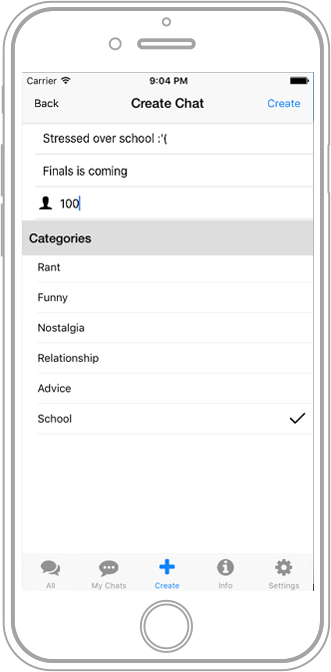 Carrier 9:04 PM
Back Create Chat Create
Stressed over school :'(
Finals is coming
100
Categories
Rant
Funny
Nostalgia
Relationship
Advice
School
All My Chats Create Info Settings